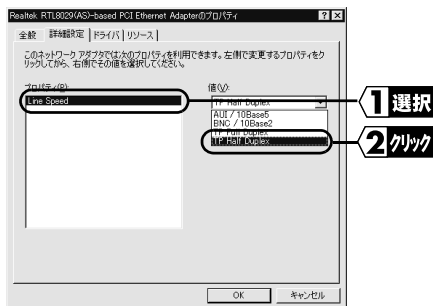 Realtek RTL8029(AS)-based PCI Ethernet Adapterのプロパティ
全般 詳細設定 ドライバ リソース
このネットワーク アダプタでは次のプロパティを利用できます。左側で変更するプロパティをク
リックしてから、右側でその値を選択してください。
プロパティ(P):
値(V):
Line Speed
TP Half Duplex
AUI / 10Base5
BNC / 10Base2
TP Full Duplex
TP Half Duplex
1 選択
2 クリック
OK キャンセル